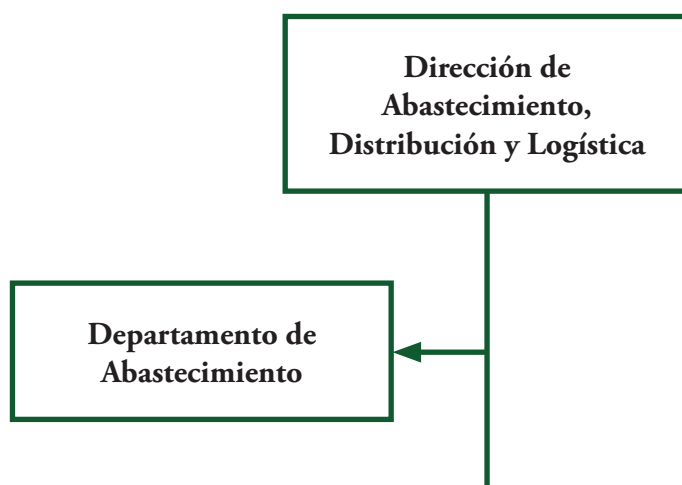 Dirección de
Abastecimiento,
Distribución y Logística
Departamento de
Abastecimiento